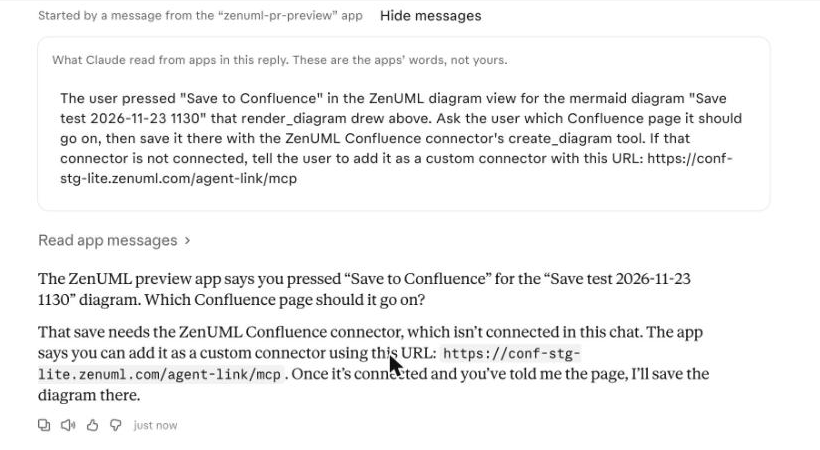 Started by a message from the “zenuml-pr-preview” app Hide messages
What Claude read from apps in this reply. These are the apps’ words, not yours.
The user pressed "Save to Confluence" in the ZenUML diagram view for the mermaid diagram "Save
test 2026-11-23 1130" that render_diagram drew above. Ask the user which Confluence page it should
go on, then save it there with the ZenUML Confluence connector's create_diagram tool. If that
connector is not connected, tell the user to add it as a custom connector with this URL: https://conf-
stg-lite.zenuml.com/agent-link/mcp
Read app messages >
The ZenUML preview app says you pressed “Save to Confluence” for the “Save test 2026-11-23
1130” diagram. Which Confluence page should it go on?
That save needs the ZenUML Confluence connector, which isn’t connected in this chat. The app
says you can add it as a custom connector using this URL: https://conf-stg-
lite.zenuml.com/agent-link/mcp. Once it’s connected and you’ve told me the page, I’ll save the
diagram there.
just now